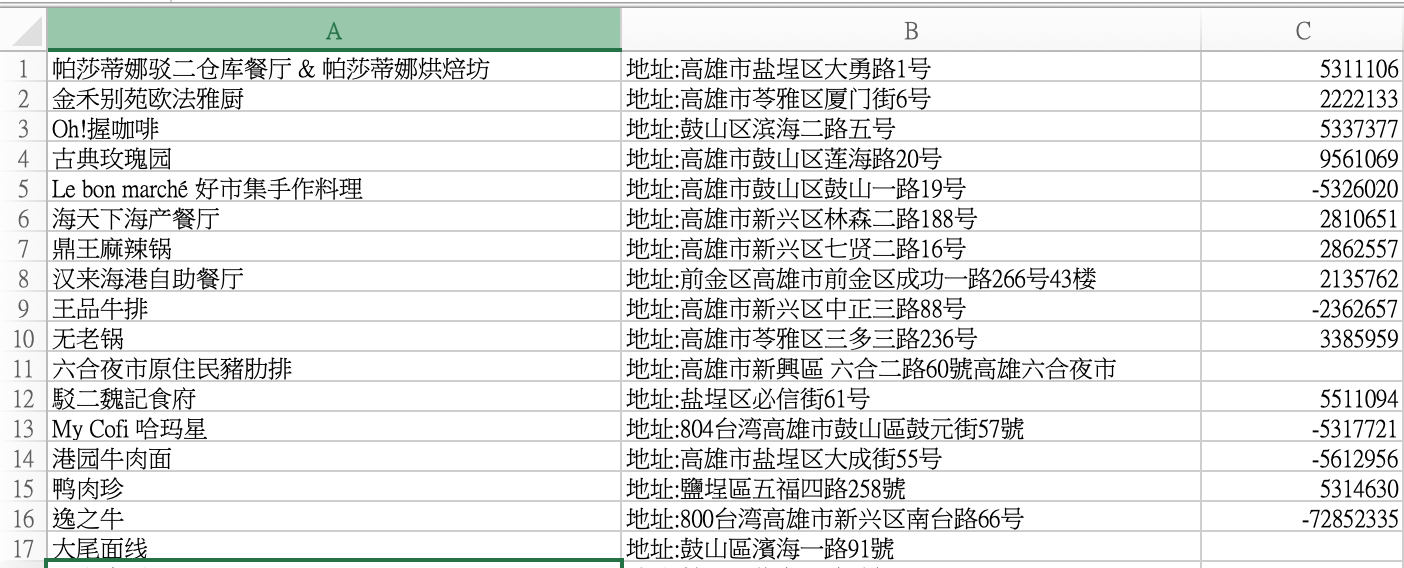 A B C
1 帕莎蒂娜驳二仓库餐厅 & 帕莎蒂娜烘焙坊 地址:高雄市盐埕区大勇路1号 5311106
2 金禾别苑欧法雅厨 地址:高雄市苓雅区厦门街6号 2222133
3 Oh!握咖啡 地址:鼓山区滨海二路五号 5337377
4 古典玫瑰园 地址:高雄市鼓山区莲海路20号 9561069
5 Le bon marché 好市集手作料理 地址:高雄市鼓山区鼓山一路19号 -5326020
6 海天下海产餐厅 地址:高雄市新兴区林森二路188号 2810651
7 鼎王麻辣锅 地址:高雄市新兴区七贤二路16号 2862557
8 汉来海港自助餐厅 地址:前金区高雄市前金区成功一路266号43楼 2135762
9 王品牛排 地址:高雄市新兴区中正三路88号 -2362657
10 无老锅 地址:高雄市苓雅区三多三路236号 3385959
11 六合夜市原住民豬肋排 地址:高雄市新興區 六合二路60號高雄六合夜市
12 駁二魏記食府 地址:盐埕区必信街61号 5511094
13 My Cofi 哈玛星 地址:804台湾高雄市鼓山區鼓元街57號 -5317721
14 港园牛肉面 地址:高雄市盐埕区大成街55号 -5612956
15 鸭肉珍 地址:鹽埕區五福四路258號 5314630
16 逸之牛 地址:800台湾高雄市新兴区南台路66号 -72852335
17 大尾面线 地址:鼓山區濱海一路91號